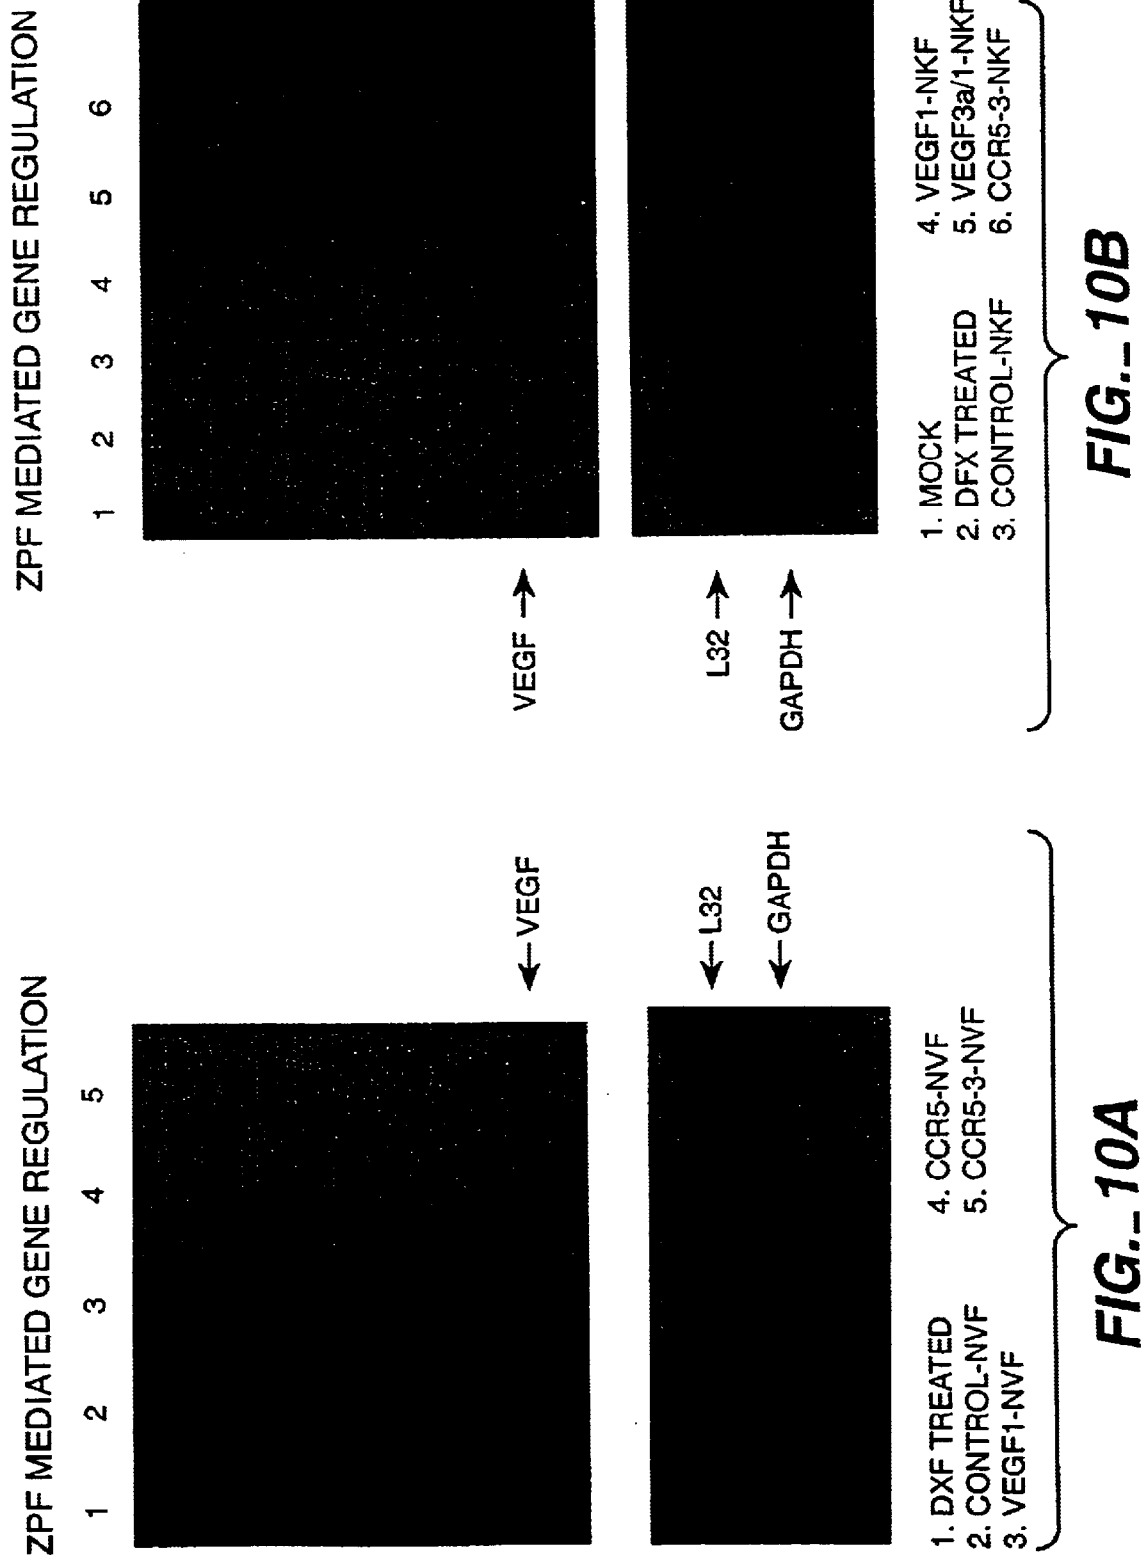 ZPF MEDIATED GENE REGULATION
1 2 3 4 5
←VEGF
←L32
←GAPDH
1. DXF TREATED
2. CONTROL-NVF
3. VEGF1-NVF
4. CCR5-NVF
5. CCR5-3-NVF
FIG._10A
ZPF MEDIATED GENE REGULATION
1 2 3 4 5 6
VEGF→
L32→
GAPDH→
1. MOCK
2. DFX TREATED
3. CONTROL-NKF
4. VEGF1-NKF
5. VEGF3a/1-NKF
6. CCR5-3-NKF
FIG._10B